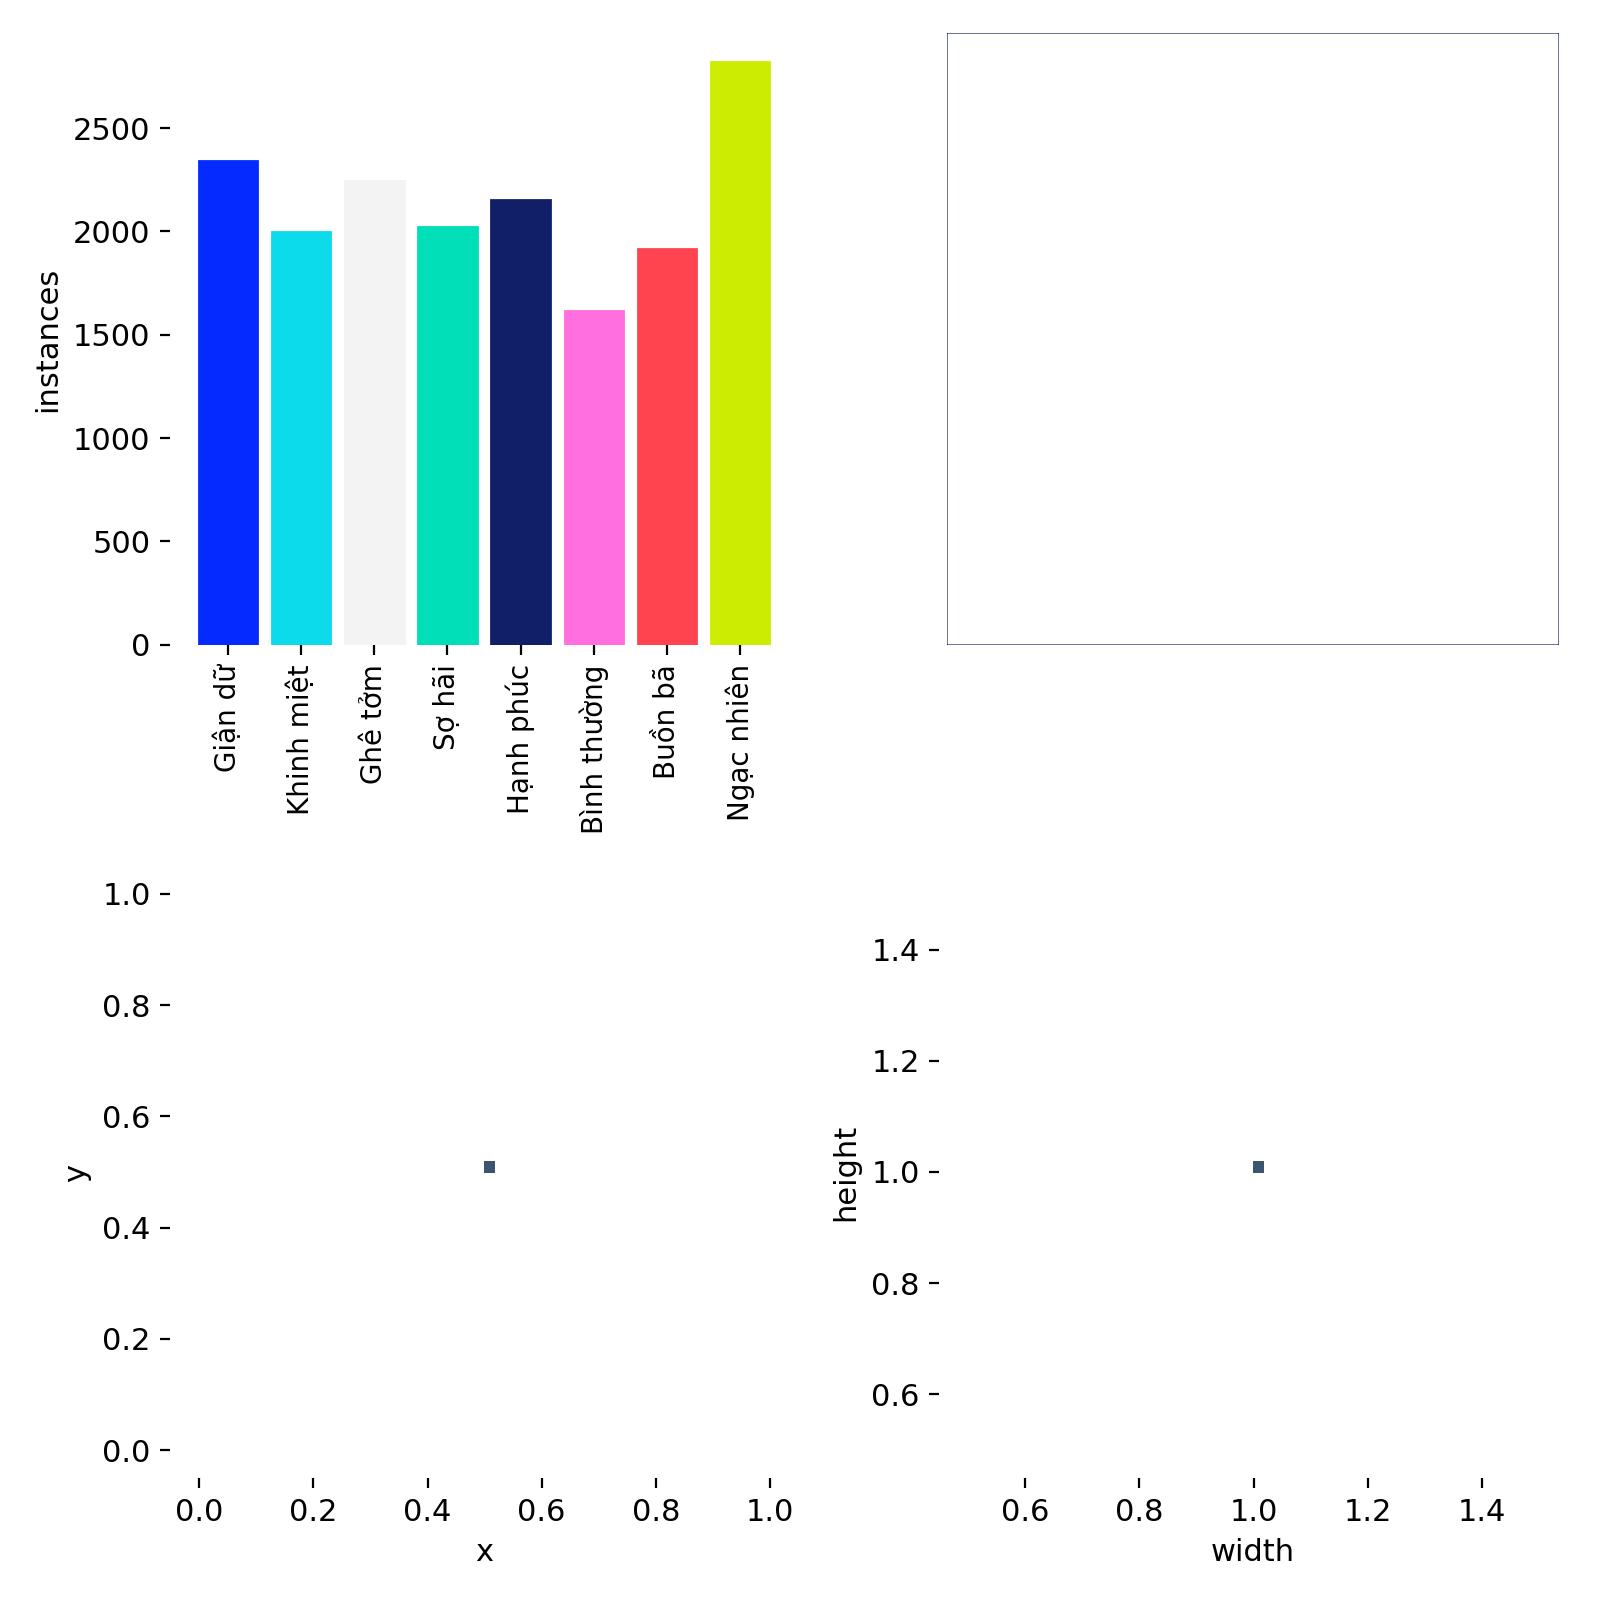 instances
2500
2000
1500
1000
500
0
Giận dữ
Khinh miệt
Ghê tởm
Sợ hãi
Hạnh phúc
Bình thường
Buồn bã
Ngạc nhiên
y
1.0
0.8
0.6
0.4
0.2
0.0
0.0 0.2 0.4 0.6 0.8 1.0
x
height
1.4
1.2
1.0
0.8
0.6
0.6 0.8 1.0 1.2 1.4
width